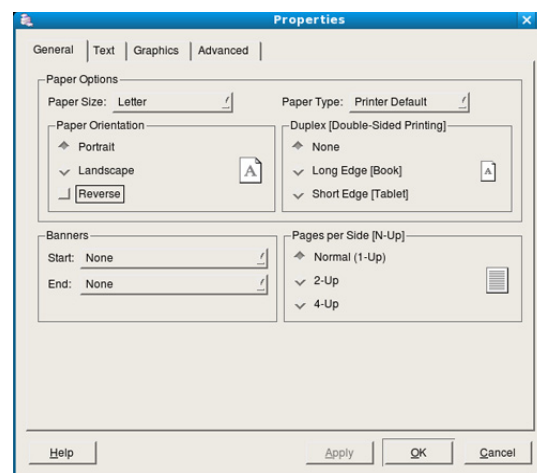 Properties
General Text Graphics Advanced
Paper Options
Paper Size: Letter
Paper Type: Printer Default
Paper Orientation
Portrait
Landscape
Reverse
A
Duplex [Double-Sided Printing]
None
Long Edge [Book]
Short Edge [Tablet]
A
Banners
Start: None
End: None
Pages per Side [N-Up]
Normal (1-Up)
2-Up
4-Up
Help Apply OK Cancel